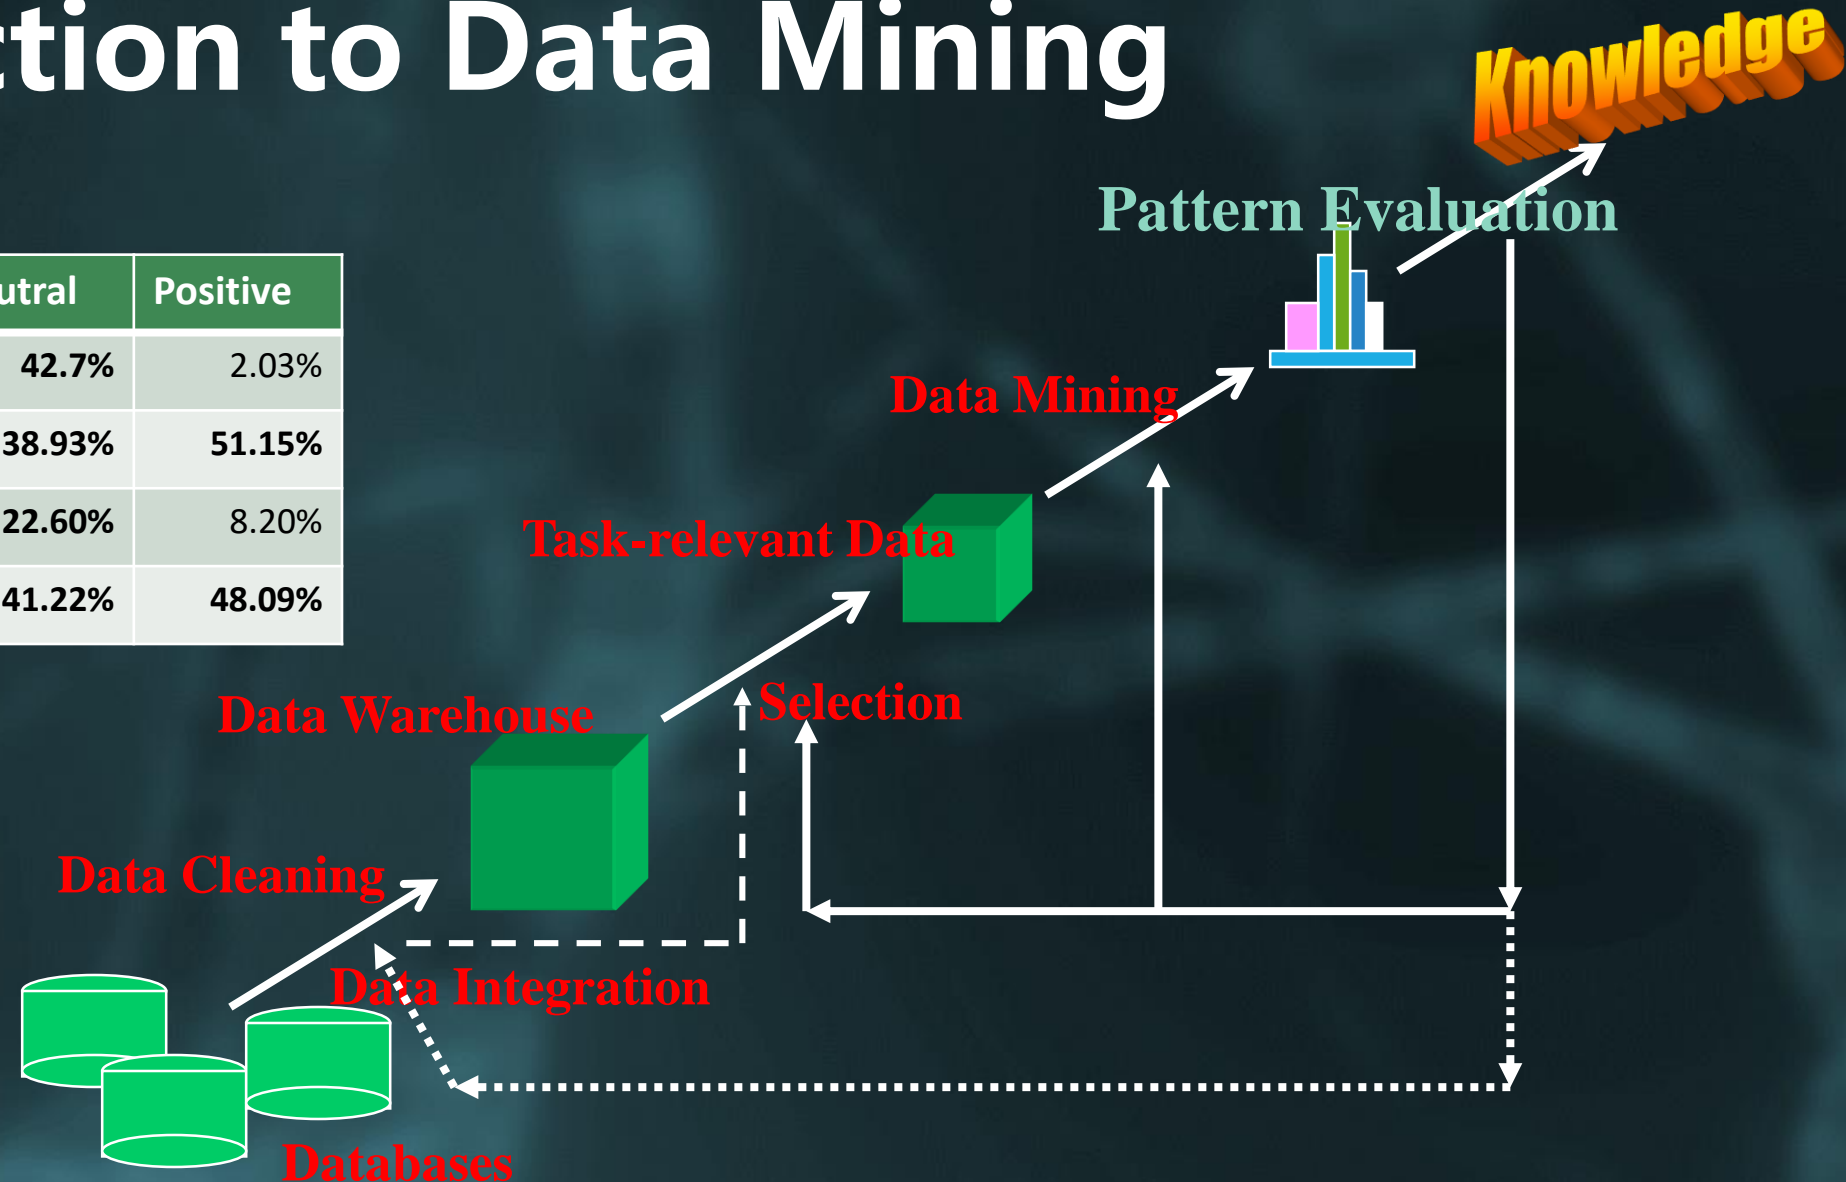 ction to Data Mining
Knowledge
Pattern Evaluation
utral Positive
42.7% 2.03%
38.93% 51.15%
22.60% 8.20%
41.22% 48.09%
Data Mining
Task-relevant Data
Selection
Data Warehouse
Data Cleaning
Data Integration
Databases